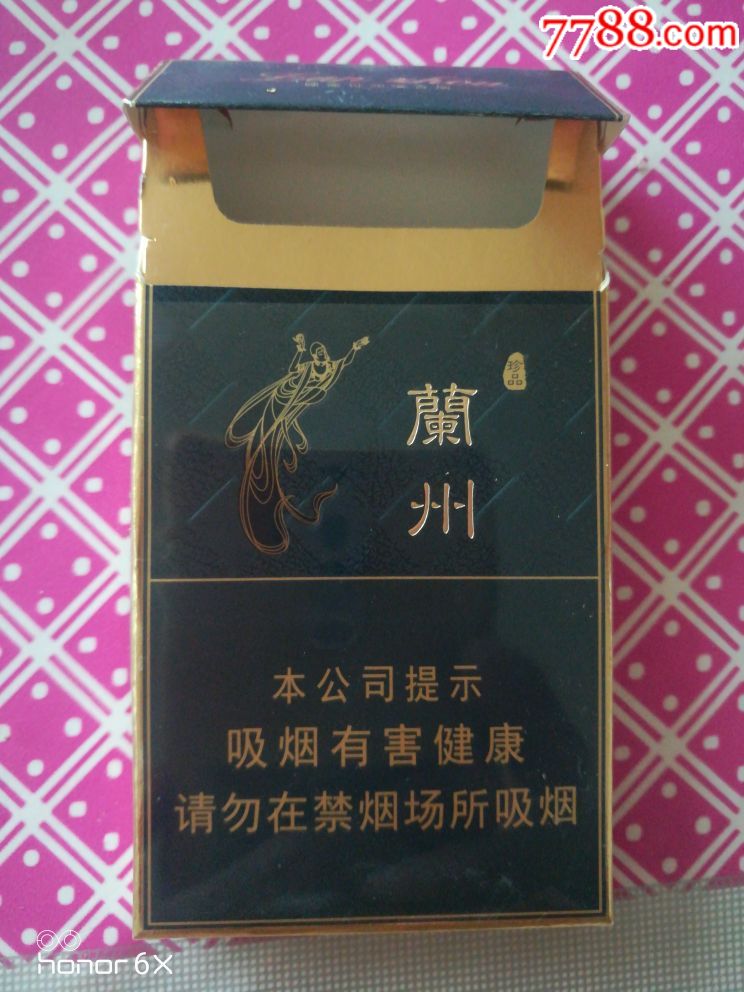 7788.com
珍品
蘭州
本公司提示
吸烟有害健康
请勿在禁烟场所吸烟
honor 6X